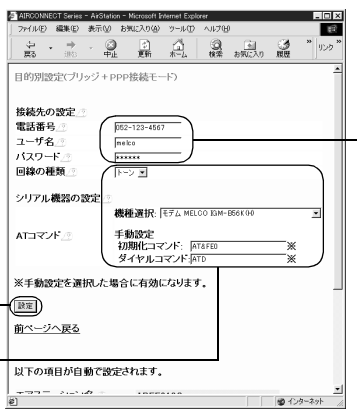 AIRCONNECT Series - AirStation - Microsoft Internet Explorer
ファイル(F) 編集(E) 表示(V) お気に入り(A) ツール(T) ヘルプ(H)
戻る 進む 中止 更新 ホーム 検索 お気に入り 履歴 リンク
目的別設定(ブリッジ + PPP接続モード)
接続先の設定 ?
電話番号 ? 052-123-4567
ユーザ名 ? melco
パスワード ? ******
回線の種類 ? トーン
シリアル機器の設定 ?
機種選択: モデム MELCO IGM-B56K(H)
ATコマンド ? 手動設定
初期化コマンド: AT&FE0 ※
ダイヤルコマンド: ATD ※
※手動設定を選択した場合に有効になります。
設定
前ページへ戻る
以下の項目が自動で設定されます。
インターネット